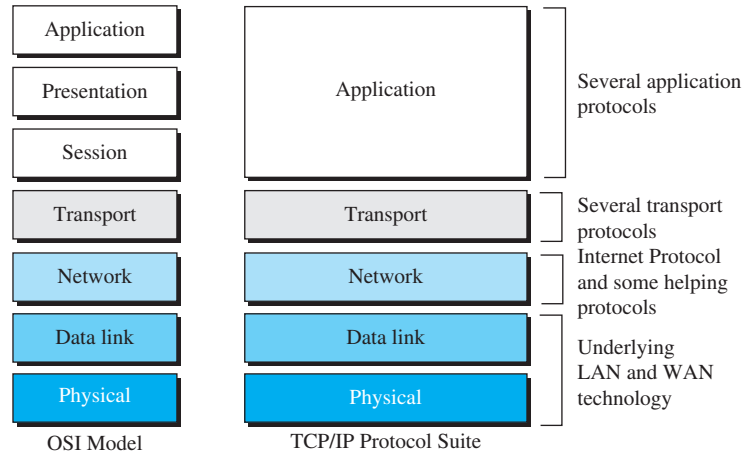 Application
Presentation
Session
Transport
Network
Data link
Physical
OSI Model
Application
Transport
Network
Data link
Physical
TCP/IP Protocol Suite
Several application
protocols
Several transport
protocols
Internet Protocol
and some helping
protocols
Underlying
LAN and WAN
technology